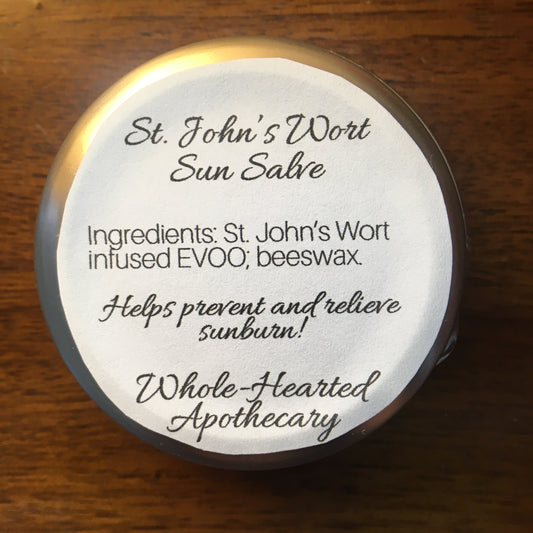 St. John's Wort
Sun Salve
Ingredients: St. John's Wort
infused EVOO; beeswax.
Helps prevent and relieve
sunburn!
Whole-Hearted
Apothecary